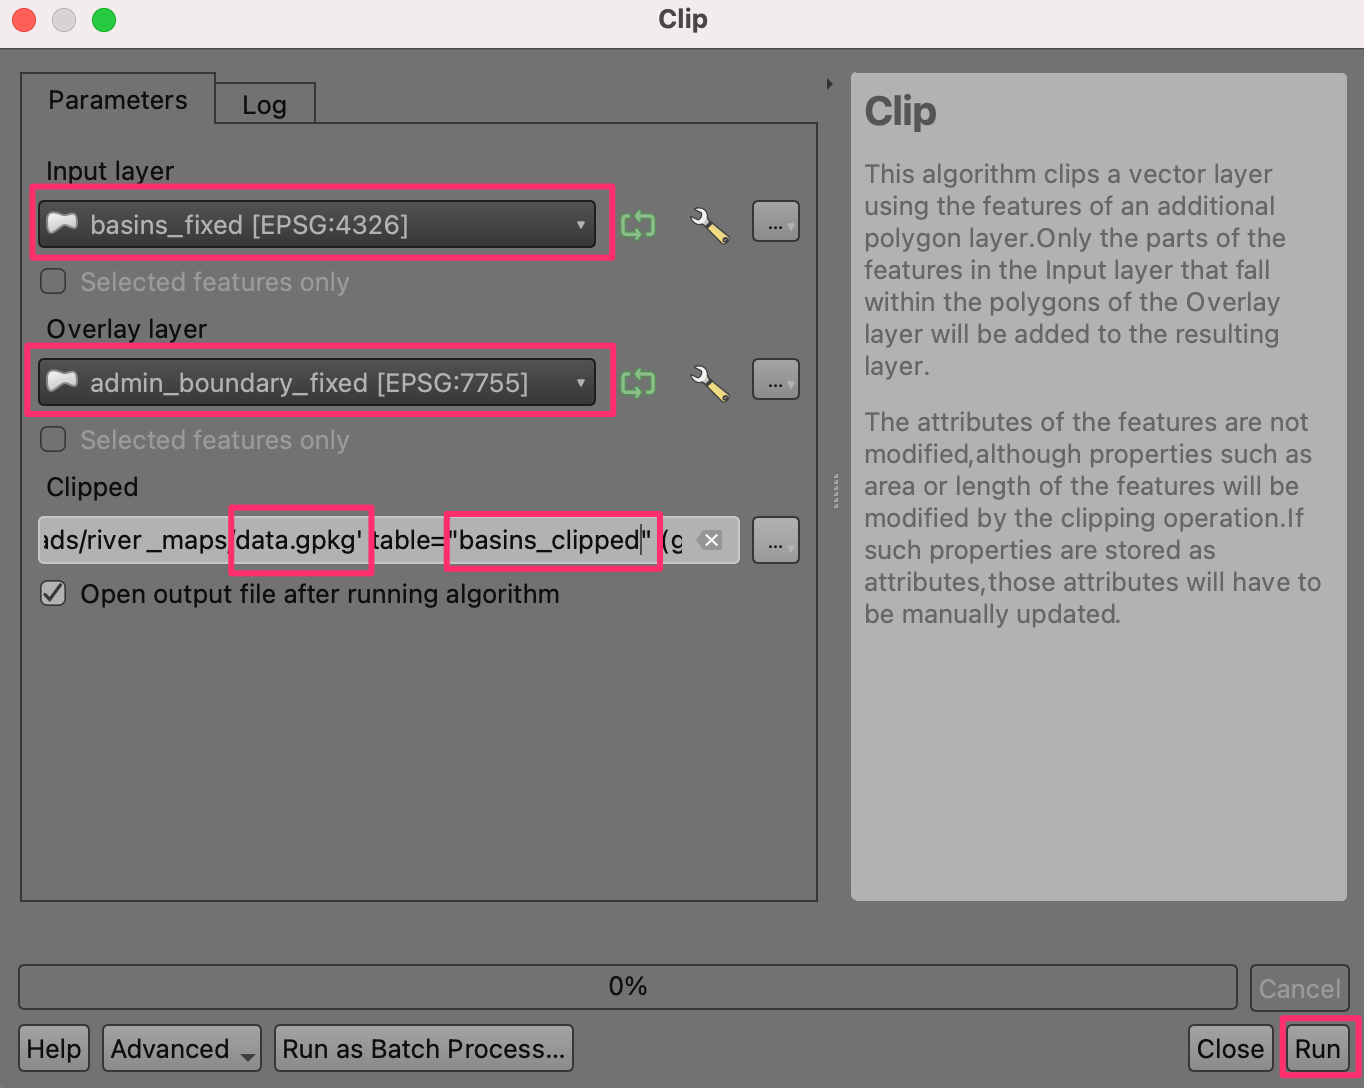 Clip
Parameters
Log
Input layer
basins_fixed [EPSG:4326]
...
Selected features only
Overlay layer
admin_boundary_fixed [EPSG:7755]
...
Selected features only
Clipped
ads/river _maps/data.gpkg' table="basins_clipped" (g
...
Open output file after running algorithm
Clip
This algorithm clips a vector layer
using the features of an additional
polygon layer.Only the parts of the
features in the Input layer that fall
within the polygons of the Overlay
layer will be added to the resulting
layer.
The attributes of the features are not
modified,although properties such as
area or length of the features will be
modified by the clipping operation.If
such properties are stored as
attributes,those attributes will have to
be manually updated.
0%
Cancel
Help
Advanced
Run as Batch Process...
Close
Run